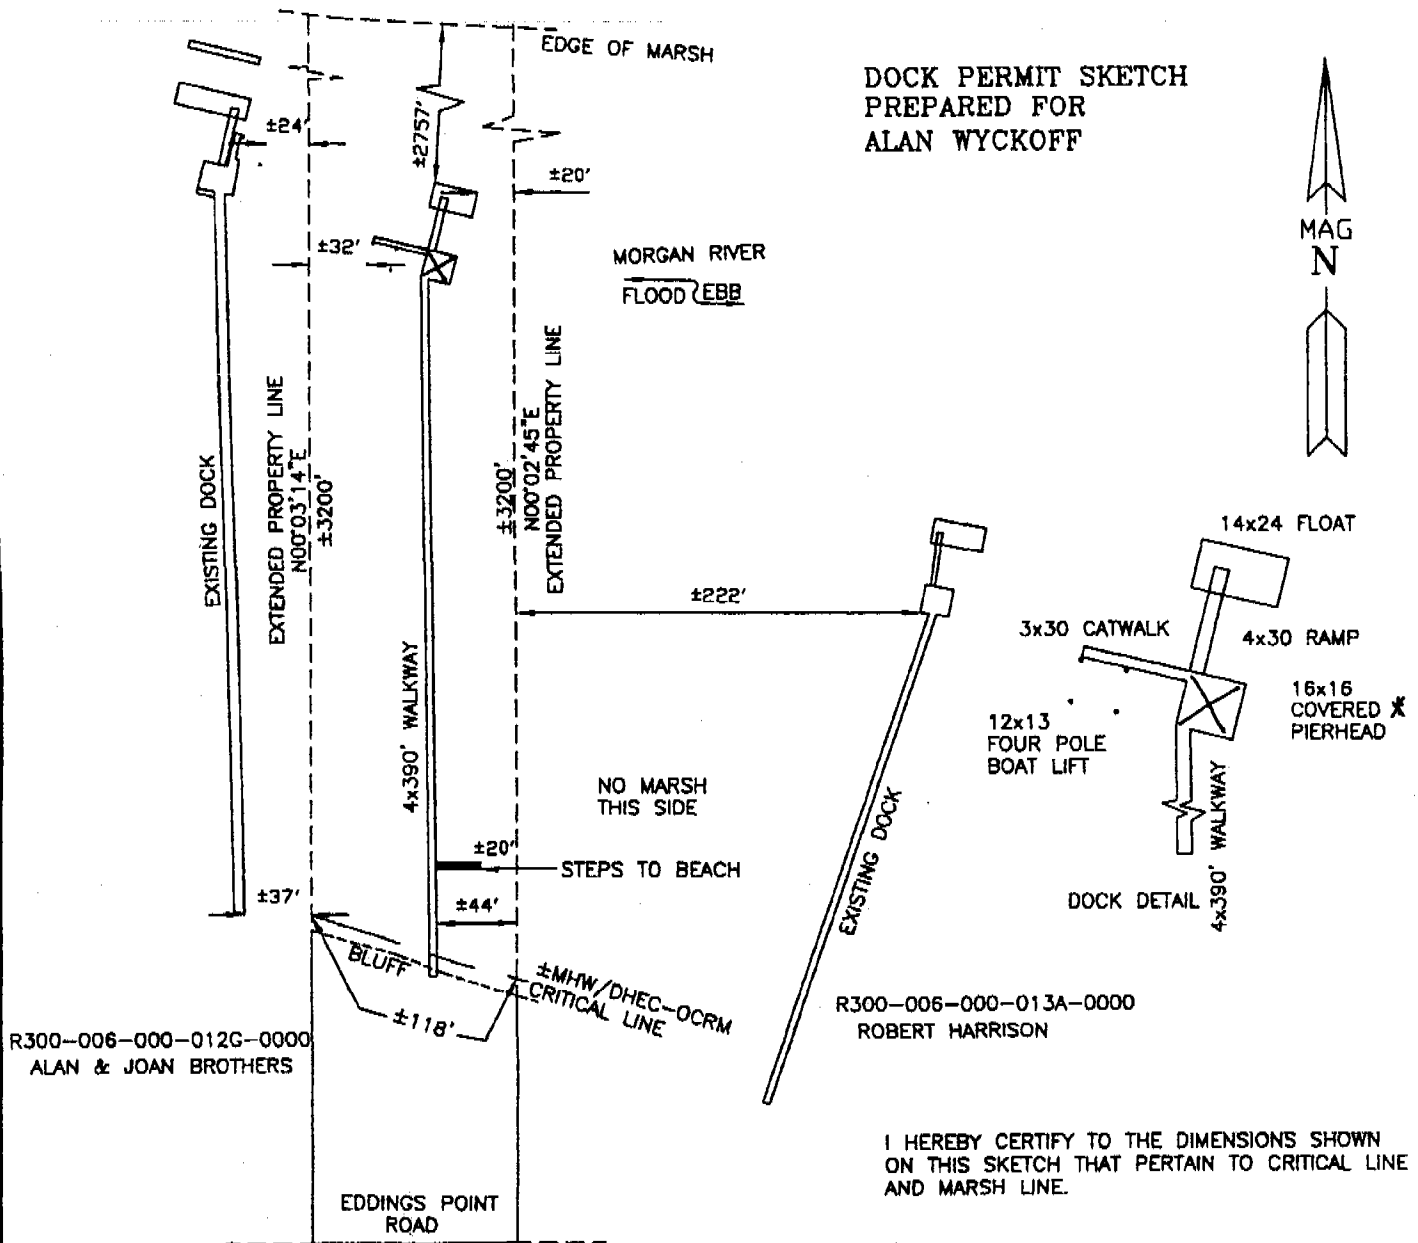 EDGE OF MARSH
DOCK PERMIT SKETCH
PREPARED FOR
ALAN WYCKOFF
±24'
±2757'
±20'
MAG
N
±32'
MORGAN RIVER
FLOOD EBB
EXISTING DOCK
EXTENDED PROPERTY LINE
N00°03'14"E
±3200'
±3200'
N00°02'45"E
EXTENDED PROPERTY LINE
4x390' WALKWAY
±222'
14x24 FLOAT
3x30 CATWALK
4x30 RAMP
16x16
COVERED X
PIERHEAD
12x13
FOUR POLE
BOAT LIFT
4x390' WALKWAY
DOCK DETAIL
NO MARSH
THIS SIDE
±20'
STEPS TO BEACH
EXISTING DOCK
±37'
±44'
BLUFF
±MHW/DHEC-OCRM
CRITICAL LINE
±118'
R300-006-000-013A-0000
ROBERT HARRISON
R300-006-000-012G-0000
ALAN & JOAN BROTHERS
I HEREBY CERTIFY TO THE DIMENSIONS SHOWN
ON THIS SKETCH THAT PERTAIN TO CRITICAL LINE
AND MARSH LINE.
EDDINGS POINT
ROAD